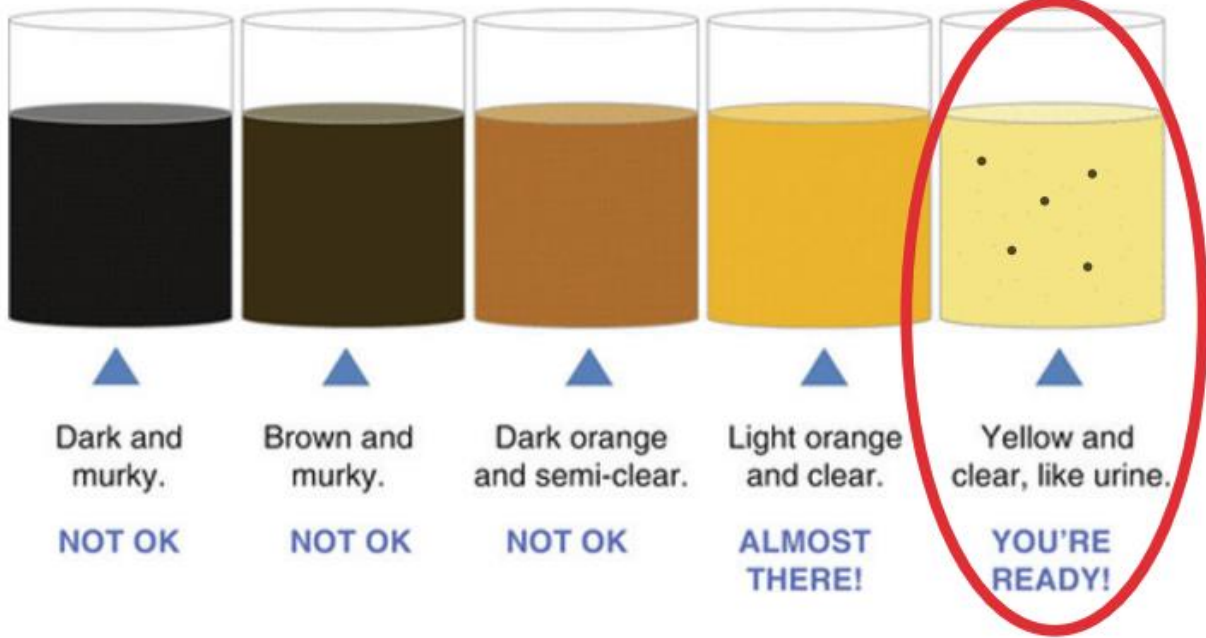 Dark and
murky.
NOT OK
Brown and
murky.
NOT OK
Dark orange
and semi-clear.
NOT OK
Light orange
and clear.
ALMOST
THERE!
Yellow and
clear, like urine.
YOU'RE
READY!